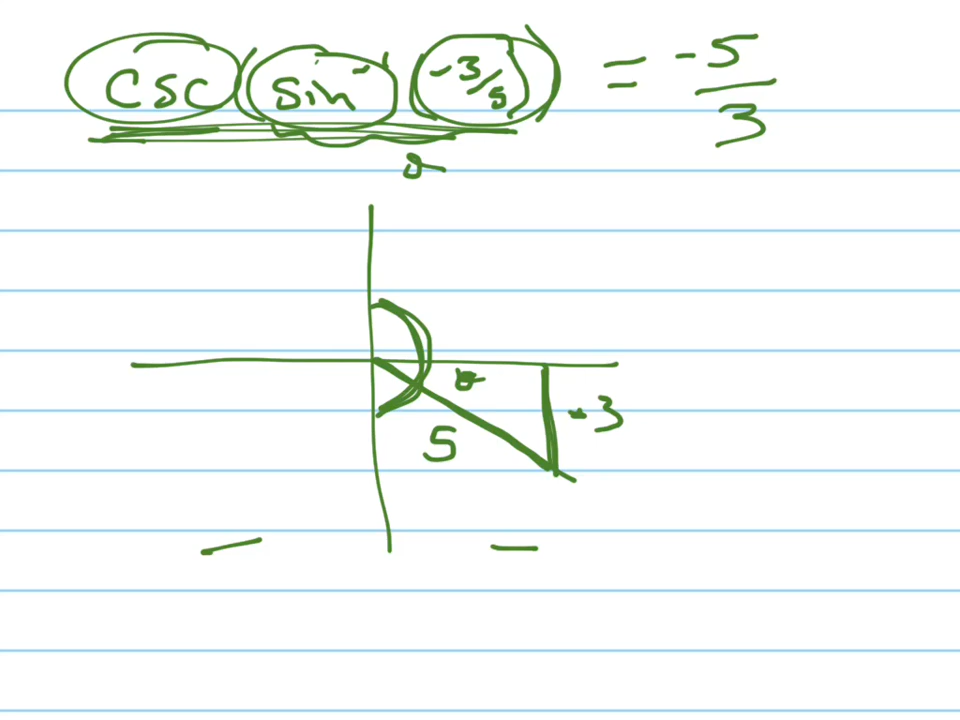 csc(sin⁻¹(-3/5)) = -5/3
θ
θ
-3
5